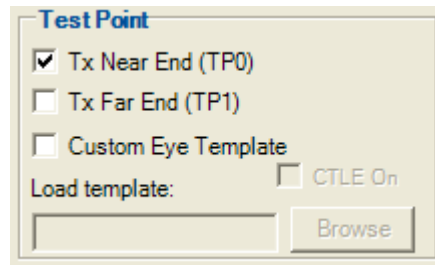 Test Point
Tx Near End (TP0)
Tx Far End (TP1)
Custom Eye Template
CTLE On
Load template:
Browse